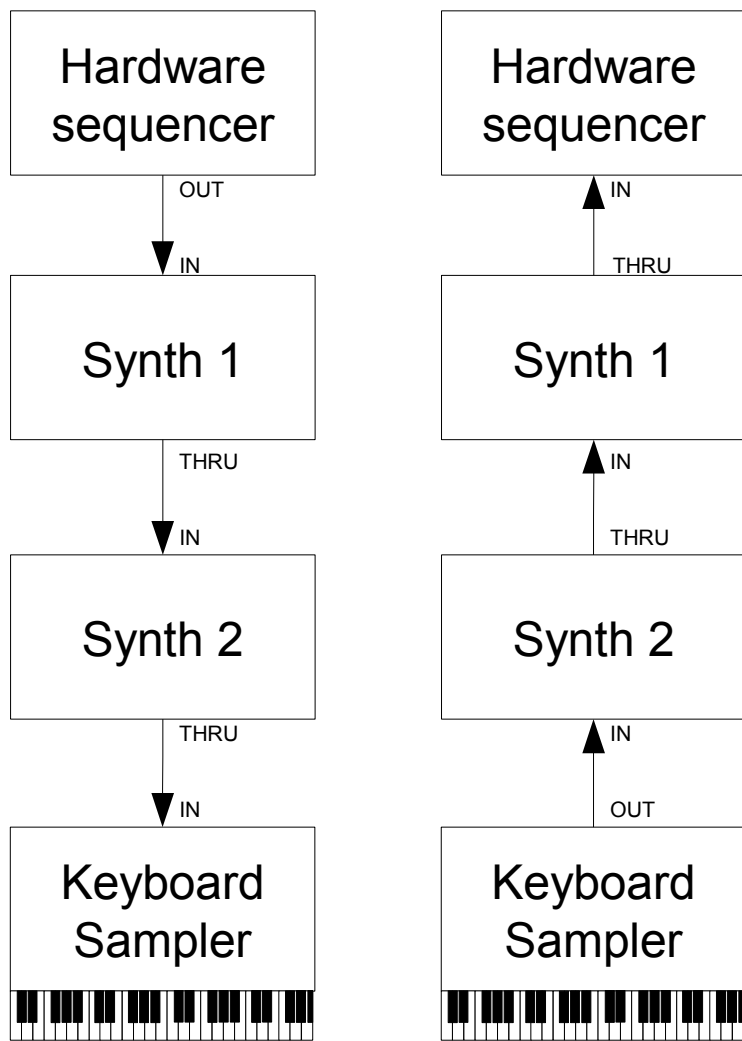 Hardware
sequencer
OUT
IN
Synth 1
THRU
IN
Synth 2
THRU
IN
Keyboard
Sampler
Hardware
sequencer
IN
THRU
Synth 1
IN
THRU
Synth 2
IN
OUT
Keyboard
Sampler